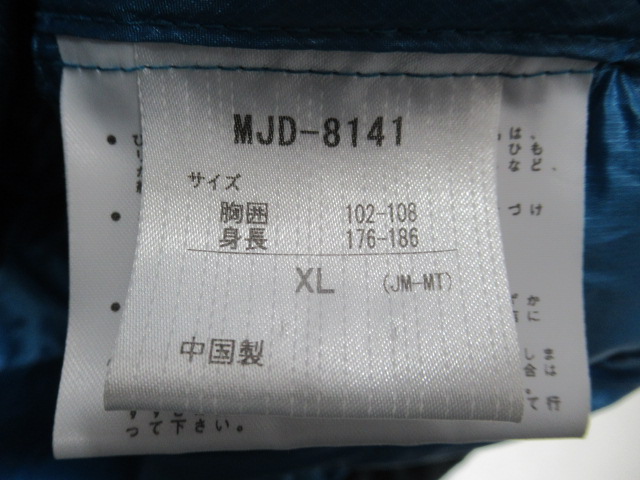 MJD-8141
サイズ
胸囲 102-108
身長 176-186
XL (JM-MT)
中国製
って下さい。